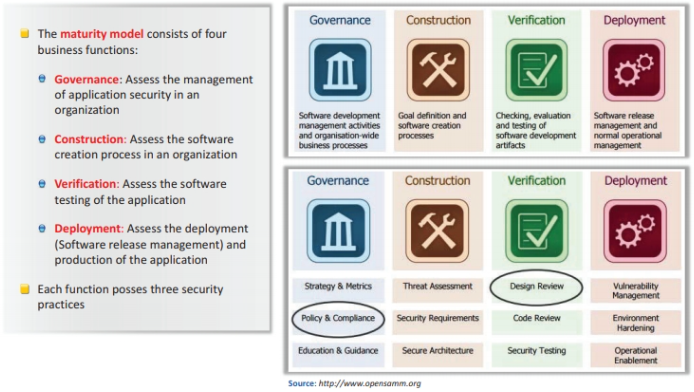 The maturity model consists of four
business functions:
Governance: Assess the management
of application security in an
organization
Construction: Assess the software
creation process in an organization
Verification: Assess the software
testing of the application
Deployment: Assess the deployment
(Software release management) and
production of the application
Each function posses three security
practices
Governance
Construction
Verification
Deployment
Software development
management activities
and organisation-wide
business processes
Goal definition and
software creation
processes
Checking, evaluation
and testing of
software development
artifacts
Software release
management and
normal operational
management
Governance
Construction
Verification
Deployment
Strategy & Metrics
Threat Assessment
Design Review
Vulnerability
Management
Policy & Compliance
Security Requirements
Code Review
Environment
Hardening
Education & Guidance
Secure Architecture
Security Testing
Operational
Enablement
Source: http://www.opensamm.org